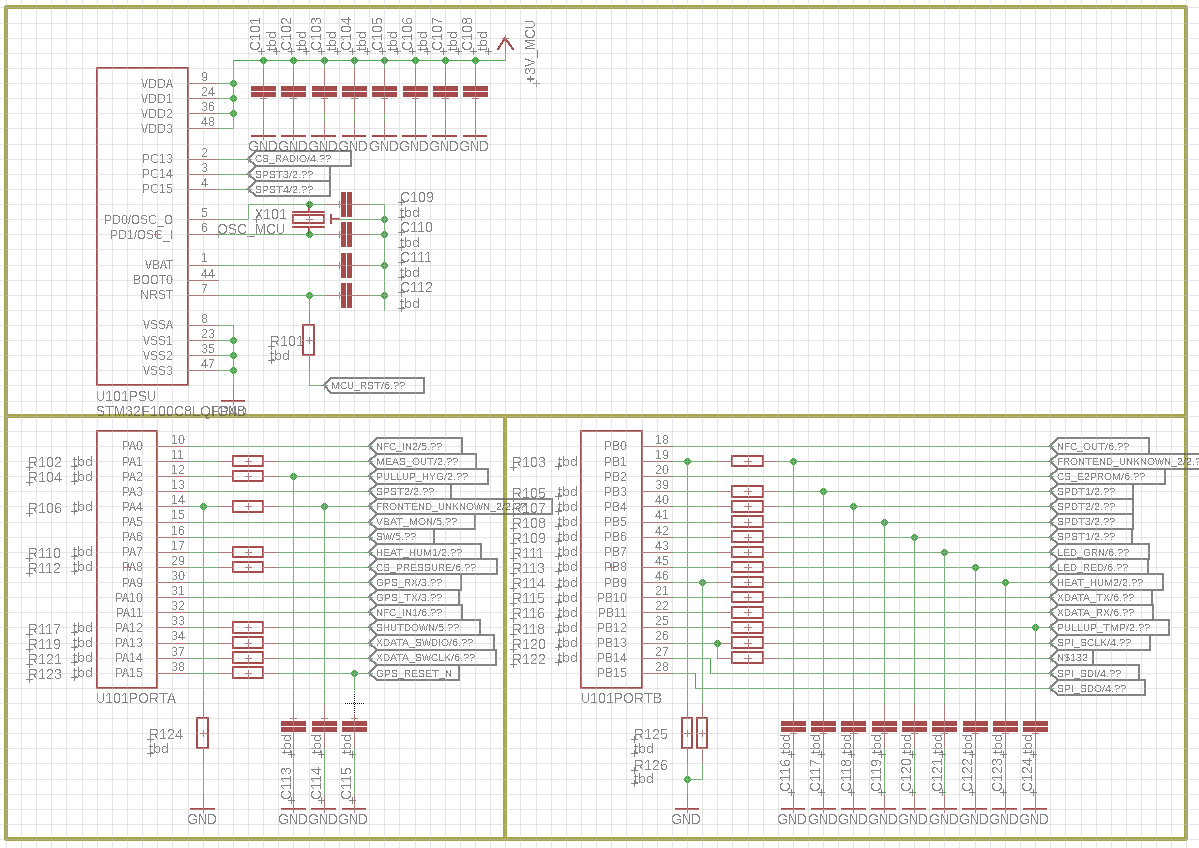 C101 C102 C103 C104 C105 C106 C107 C108
tbd tbd tbd tbd tbd tbd tbd tbd
+3V_MCU
VDDA 9
VDD1 24
VDD2 36
VDD3 48
GND GND GND GND GND GND GND GND
PC13 2 CS_RADIO/4.??
PC14 3 SPST3/2.??
PC15 4 SPST4/2.??
C109
tbd
PD0/OSC_O 5 X101
PD1/OSC_I 6 OSC_MCU
C110
tbd
VBAT 1
C111
tbd
BOOT0 44
NRST 7
C112
tbd
VSSA 8
VSS1 23
VSS2 35
VSS3 47
R101
tbd
MCU_RST/6.??
U101PSU
STM32F100C8LQFP48
GND
PA0 10 NFC_IN2/5.??
R102 tbd PA1 11 MEAS_OUT/2.??
R104 tbd PA2 12 PULLUP_HYG/2.??
PA3 13 SPST2/2.??
R106 tbd PA4 14 FRONTEND_UNKNOWN_2/2.??
PA5 15 VBAT_MON/5.??
PA6 16 SW/5.??
R110 tbd PA7 17 HEAT_HUM1/2.??
R112 tbd PA8 29 CS_PRESSURE/6.??
PA9 30 GPS_RX/3.??
PA10 31 GPS_TX/3.??
PA11 32 NFC_IN1/6.??
R117 tbd PA12 33 SHUTDOWN/5.??
R119 tbd PA13 34 XDATA_SWDIO/6.??
R121 tbd PA14 37 XDATA_SWCLK/6.??
R123 tbd PA15 38 GPS_RESET_N
U101PORTA
R124
tbd
tbd tbd tbd
C113 C114 C115
GND GND GND GND
PB0 18 NFC_OUT/6.??
R103 tbd PB1 19 FRONTEND_UNKNOWN_2/2.?
PB2 20 CS_E2PROM/6.??
R105 tbd PB3 39 SPDT1/2.??
R107 tbd PB4 40 SPDT2/2.??
R108 tbd PB5 41 SPDT3/2.??
R109 tbd PB6 42 SPST1/2.??
R111 tbd PB7 43 LED_GRN/6.??
R113 tbd PB8 45 LED_RED/6.??
R114 tbd PB9 46 HEAT_HUM2/2.??
R115 tbd PB10 21 XDATA_TX/6.??
R116 tbd PB11 22 XDATA_RX/6.??
R118 tbd PB12 25 PULLUP_TMP/2.??
R120 tbd PB13 26 SPI_SCLK/4.??
R122 tbd PB14 27 N$132
PB15 28 SPI_SDI/4.??
SPI_SDO/4.??
U101PORTB
R125
tbd
R126
tbd
tbd tbd tbd tbd tbd tbd tbd tbd tbd
C116 C117 C118 C119 C120 C121 C122 C123 C124
GND GND GND GND GND GND GND GND GND GND